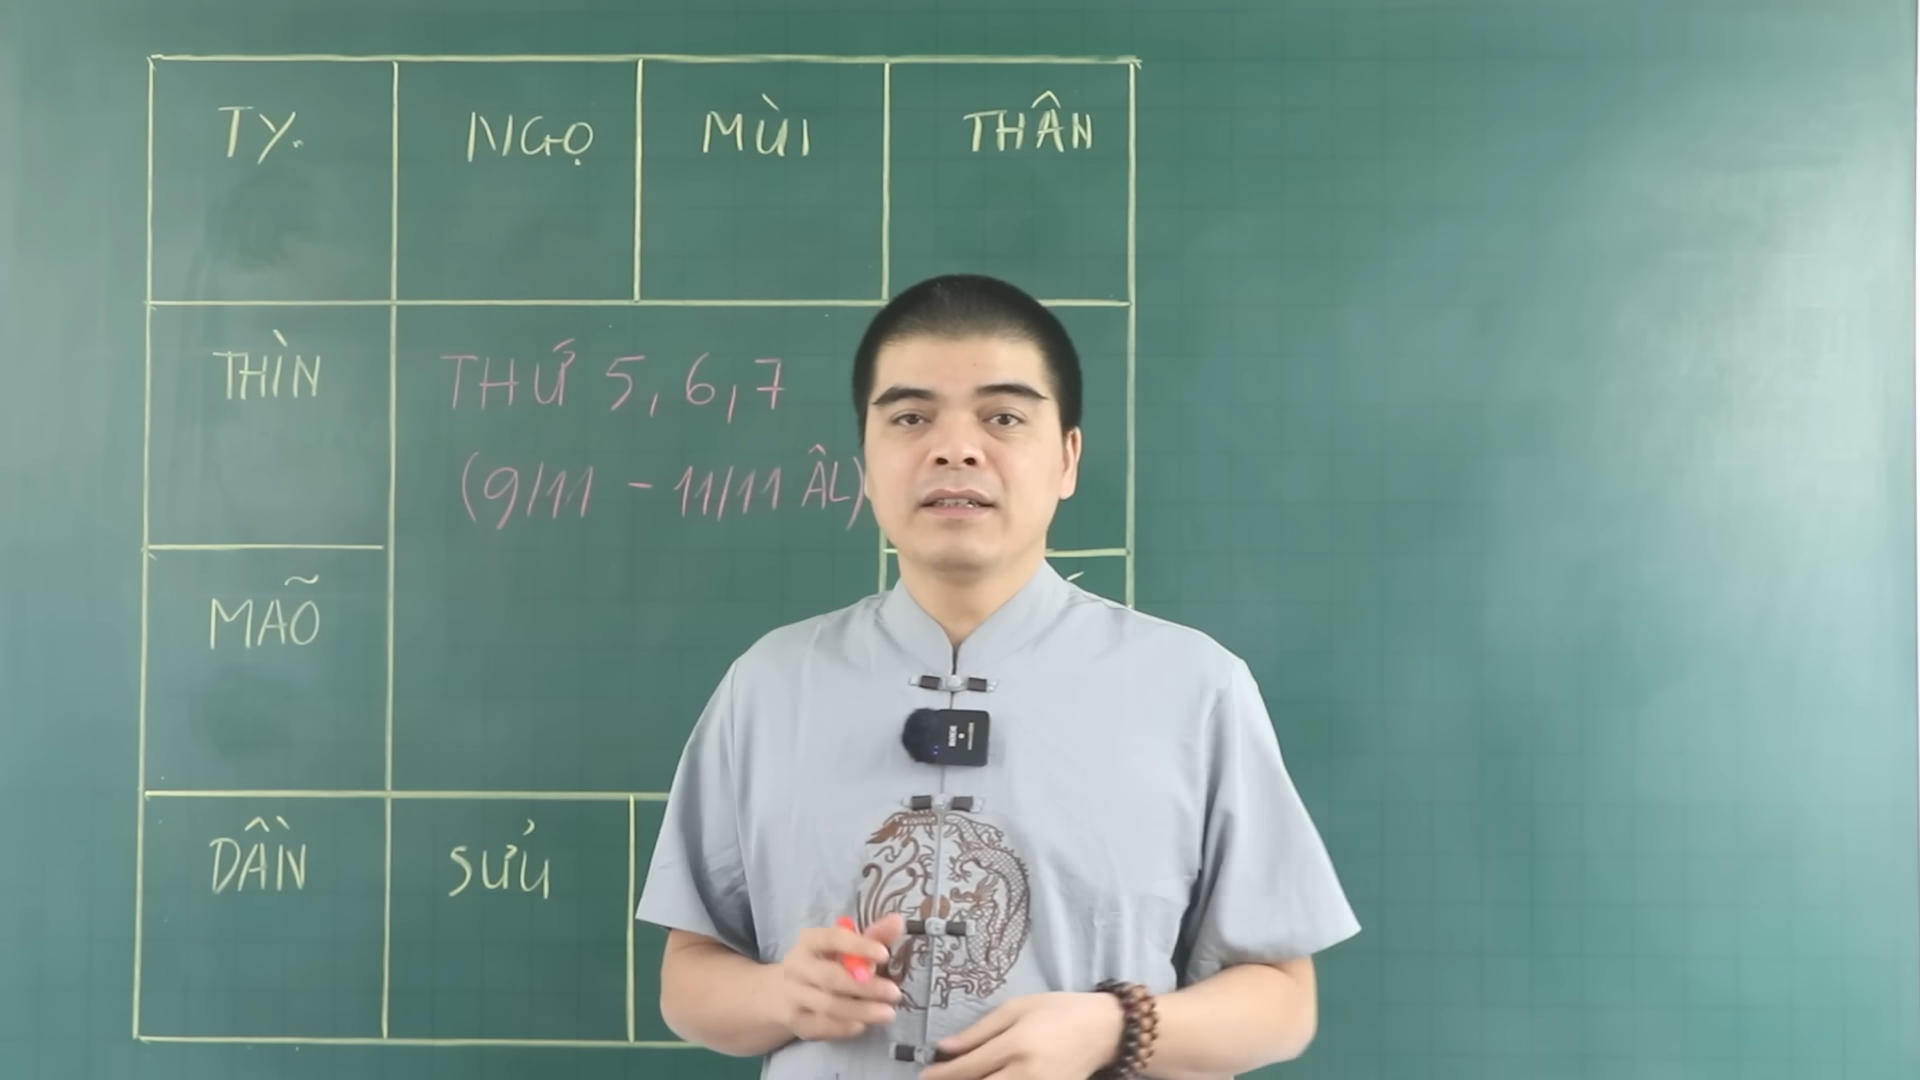 TỴ NGỌ MÙI THÂN
THÌN
THỨ 5, 6, 7
(9/11 - 11/11 ÂL)
MÃO
DẦN SỬU